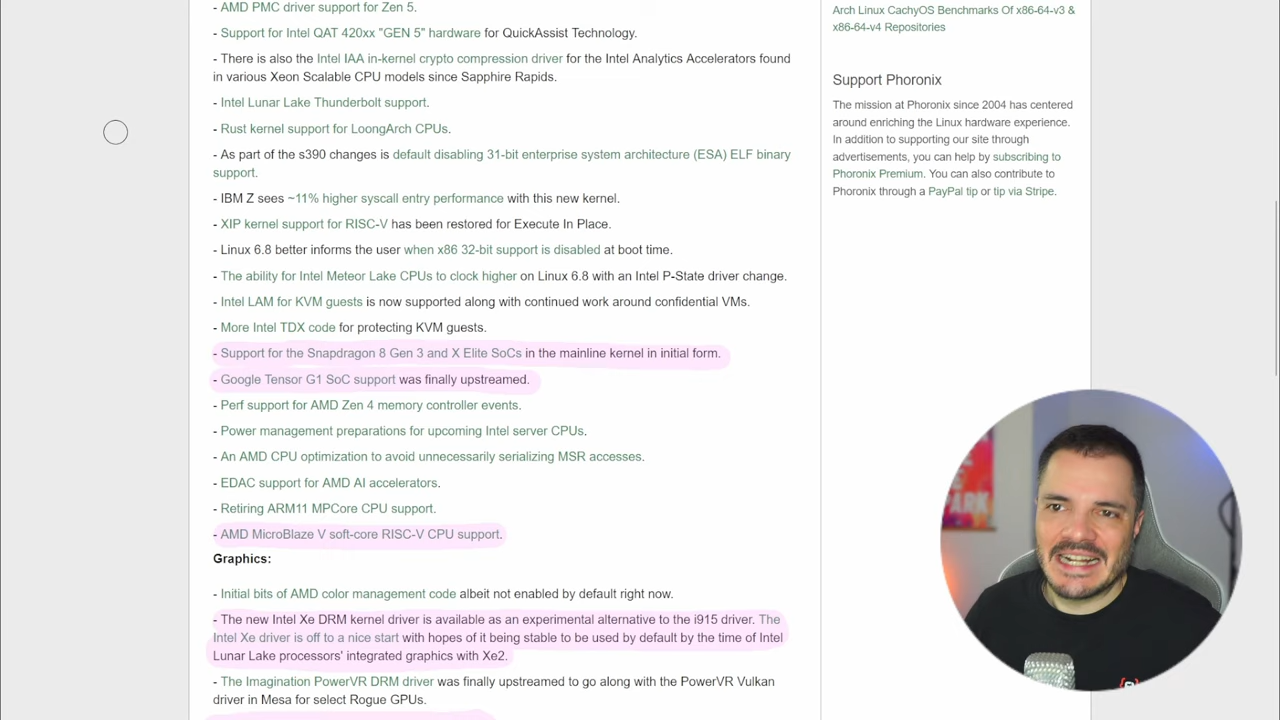 - AMD PMC driver support for Zen 5.
- Support for Intel QAT 420xx "GEN 5" hardware for QuickAssist Technology.
- There is also the Intel IAA in-kernel crypto compression driver for the Intel Analytics Accelerators found
in various Xeon Scalable CPU models since Sapphire Rapids.
- Intel Lunar Lake Thunderbolt support.
- Rust kernel support for LoongArch CPUs.
- As part of the s390 changes is default disabling 31-bit enterprise system architecture (ESA) ELF binary
support.
- IBM Z sees ~11% higher syscall entry performance with this new kernel.
- XIP kernel support for RISC-V has been restored for Execute In Place.
- Linux 6.8 better informs the user when x86 32-bit support is disabled at boot time.
- The ability for Intel Meteor Lake CPUs to clock higher on Linux 6.8 with an Intel P-State driver change.
- Intel LAM for KVM guests is now supported along with continued work around confidential VMs.
- More Intel TDX code for protecting KVM guests.
- Support for the Snapdragon 8 Gen 3 and X Elite SoCs in the mainline kernel in initial form.
- Google Tensor G1 SoC support was finally upstreamed.
- Perf support for AMD Zen 4 memory controller events.
- Power management preparations for upcoming Intel server CPUs.
- An AMD CPU optimization to avoid unnecessarily serializing MSR accesses.
- EDAC support for AMD AI accelerators.
- Retiring ARM11 MPCore CPU support.
- AMD MicroBlaze V soft-core RISC-V CPU support.
Graphics:
- Initial bits of AMD color management code albeit not enabled by default right now.
- The new Intel Xe DRM kernel driver is available as an experimental alternative to the i915 driver. The
Intel Xe driver is off to a nice start with hopes of it being stable to be used by default by the time of Intel
Lunar Lake processors' integrated graphics with Xe2.
- The Imagination PowerVR DRM driver was finally upstreamed to go along with the PowerVR Vulkan
driver in Mesa for select Rogue GPUs.
Arch Linux CachyOS Benchmarks Of x86-64-v3 &
x86-64-v4 Repositories
Support Phoronix
The mission at Phoronix since 2004 has centered
around enriching the Linux hardware experience.
In addition to supporting our site through
advertisements, you can help by subscribing to
Phoronix Premium. You can also contribute to
Phoronix through a PayPal tip or tip via Stripe.